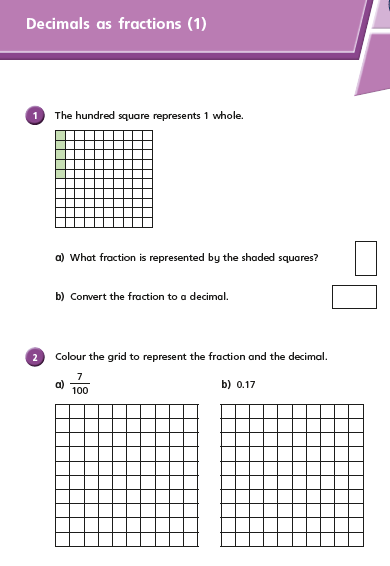 Decimals as fractions (1)
1 The hundred square represents 1 whole.
a) What fraction is represented by the shaded squares?
b) Convert the fraction to a decimal.
2 Colour the grid to represent the fraction and the decimal.
a) 7/100 b) 0.17